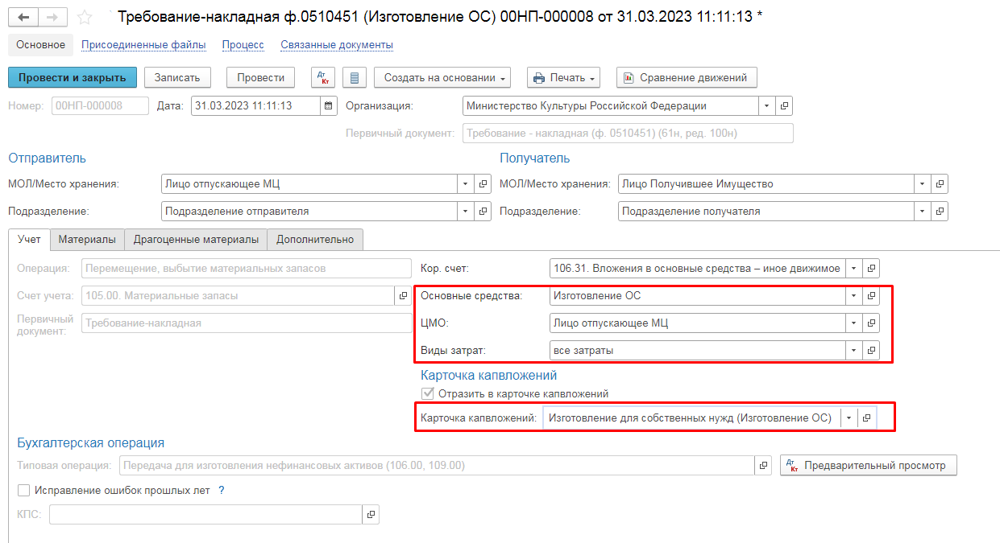 Требование-накладная ф.0510451 (Изготовление ОС) 00НП-000008 от 31.03.2023 11:11:13 *
Основное Присоединенные файлы Процесс Связанные документы
Провести и закрыть Записать Провести Дт Кт Создать на основании Печать Сравнение движений
Номер: 00НП-000008 Дата: 31.03.2023 11:11:13 Организация: Министерство Культуры Российской Федерации
Первичный документ: Требование - накладная (ф. 0510451) (61н, ред. 100н)
Отправитель Получатель
МОЛ/Место хранения: Лицо отпускающее МЦ МОЛ/Место хранения: Лицо Получившее Имущество
Подразделение: Подразделение отправителя Подразделение: Подразделение получателя
Учет Материалы Драгоценные материалы Дополнительно
Операция: Перемещение, выбытие материальных запасов Кор. счет: 106.31. Вложения в основные средства – иное движимое
Счет учета: 105.00. Материальные запасы Основные средства: Изготовление ОС
Первичный документ: Требование-накладная ЦМО: Лицо отпускающее МЦ
Виды затрат: все затраты
Карточка капвложений
Отразить в карточке капвложений
Карточка капвложений: Изготовление для собственных нужд (Изготовление ОС)
Бухгалтерская операция
Типовая операция: Передача для изготовления нефинансовых активов (106.00, 109.00) Дт Кт Предварительный просмотр
Исправление ошибок прошлых лет ?
КПС: